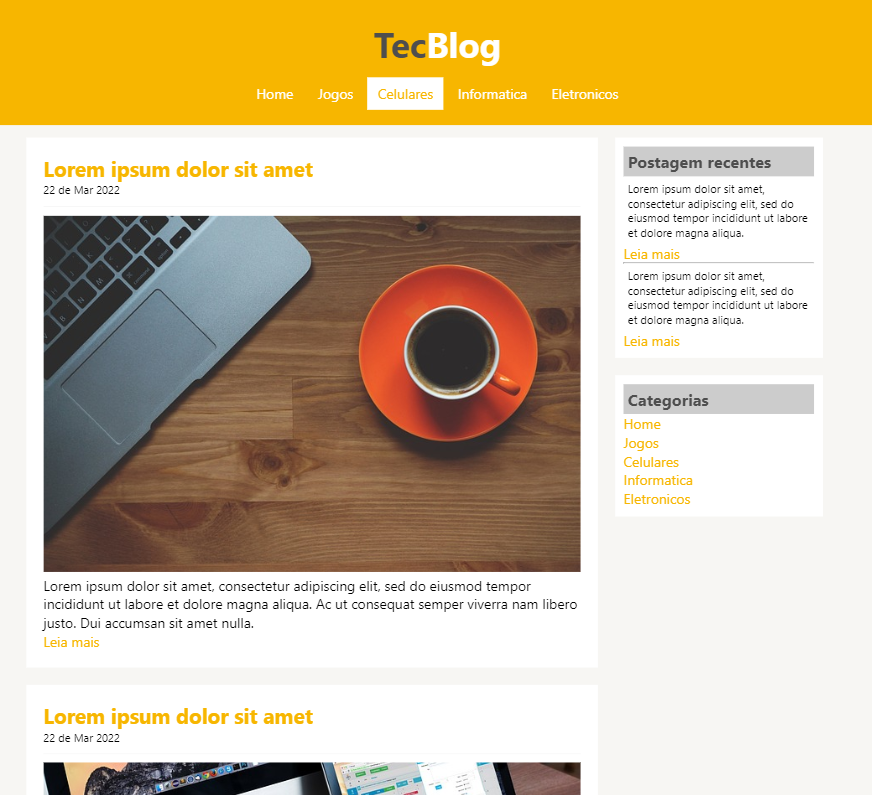 TecBlog
Home Jogos Celulares Informatica Eletronicos
Lorem ipsum dolor sit amet
22 de Mar 2022
Lorem ipsum dolor sit amet, consectetur adipiscing elit, sed do eiusmod tempor
incididunt ut labore et dolore magna aliqua. Ac ut consequat semper viverra nam libero
justo. Dui accumsan sit amet nulla.
Leia mais
Lorem ipsum dolor sit amet
22 de Mar 2022
Postagem recentes
Lorem ipsum dolor sit amet,
consectetur adipiscing elit, sed do
eiusmod tempor incididunt ut labore
et dolore magna aliqua.
Leia mais
Lorem ipsum dolor sit amet,
consectetur adipiscing elit, sed do
eiusmod tempor incididunt ut labore
et dolore magna aliqua.
Leia mais
Categorias
Home
Jogos
Celulares
Informatica
Eletronicos